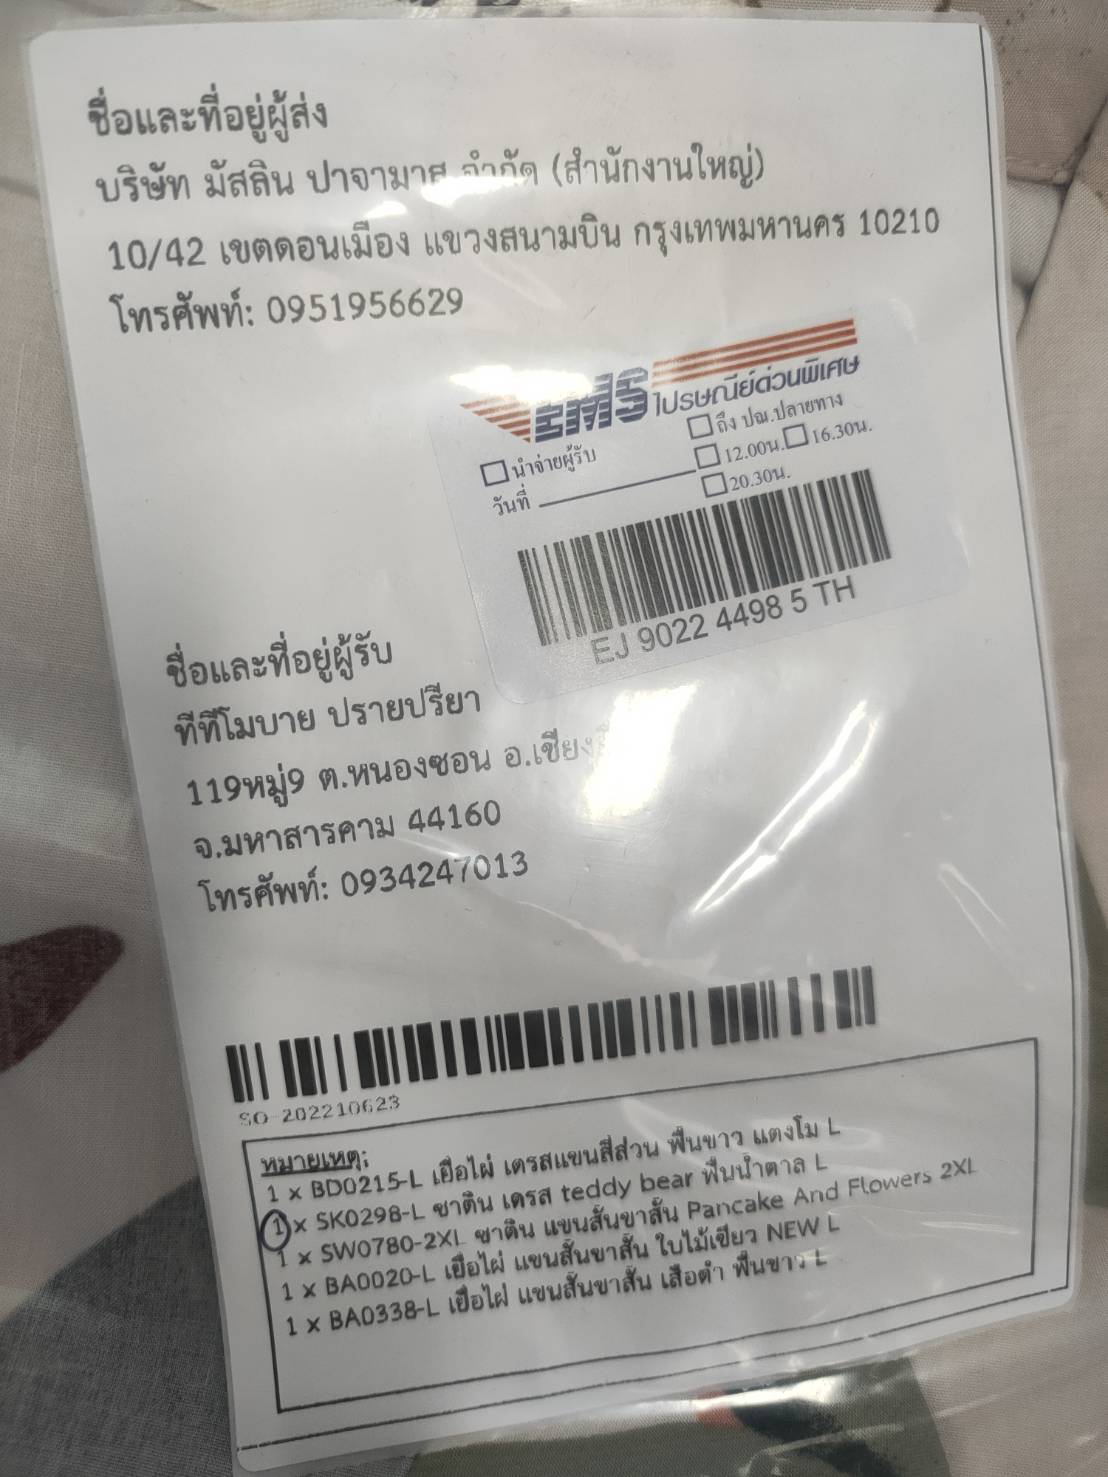 ชื่อและที่อยู่ผู้ส่ง
บริษัท มัสลิน ปาจามาส จำกัด (สำนักงานใหญ่)
10/42 เขตดอนเมือง แขวงสนามบิน กรุงเทพมหานคร 10210
โทรศัพท์: 0951956629
EMS ไปรษณีย์ด่วนพิเศษ
นำจ่ายผู้รับ
ถึง ปณ.ปลายทาง
12.00น. 16.30น.
วันที่
20.30น.
EJ 9022 4498 5 TH
ชื่อและที่อยู่ผู้รับ
ทีทีโมบาย ปรายปรียา
119หมู่9 ต.หนองซอน
จ.มหาสารคาม 44160
โทรศัพท์: 0934247013
SO-202210623
หมายเหตุ:
1 x BD0215-L เยื่อไผ่ เดรสแขนสี่ส่วน พื้นขาว แตงโม L
1 x SK0298-L ซาติน เดรส teddy bear พื้นน้ำตาล L
1 x SW0780-2XL ซาติน แขนสั้นขาสั้น Pancake And Flowers 2XL
1 x BA0020-L เยื่อไผ่ แขนสั้นขาสั้น ใบไม้เขียว NEW L
1 x BA0338-L เยื่อไผ่ แขนสั้นขาสั้น เสือดำ พื้นขาว L